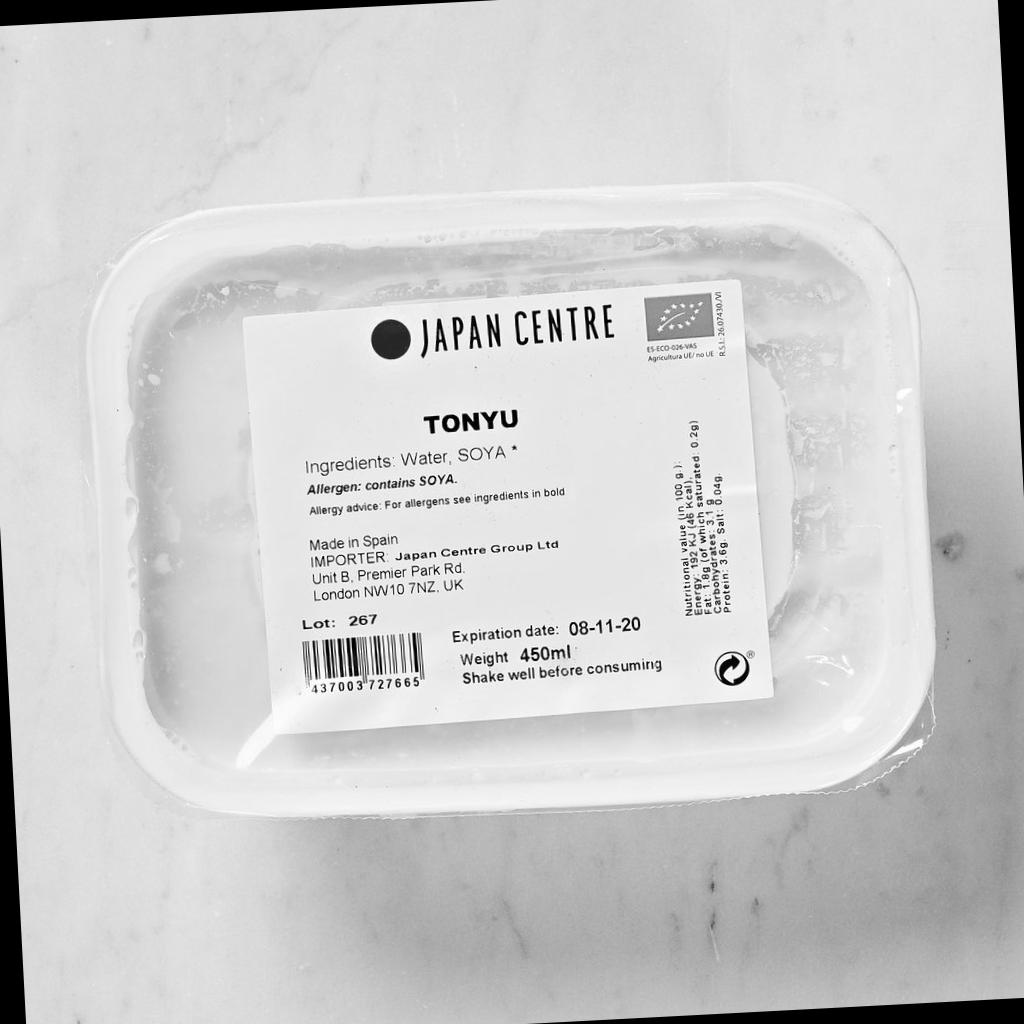 JAPAN CENTRE
ES-ECO-026-VAS
Agricultura UE/ no UE
R.S.I.: 26.07430./VI
TONYU
Ingredients: Water, SOYA *
Allergen: contains SOYA.
Allergy advice: For allergens see ingredients in bold
Made in Spain
IMPORTER: Japan Centre Group Ltd
Unit B, Premier Park Rd.
London NW10 7NZ, UK
Lot: 267
437003 727665
Expiration date: 08-11-20
Weight 450ml
Shake well before consuming
Nutritional value (in 100 g.):
Energy: 192 KJ (46 Kcal).
Fat: 1.8g (of which saturated: 0.2g)
Carbohydrates: 3.1 g
Protein: 3.6g. Salt: 0.04g.
®